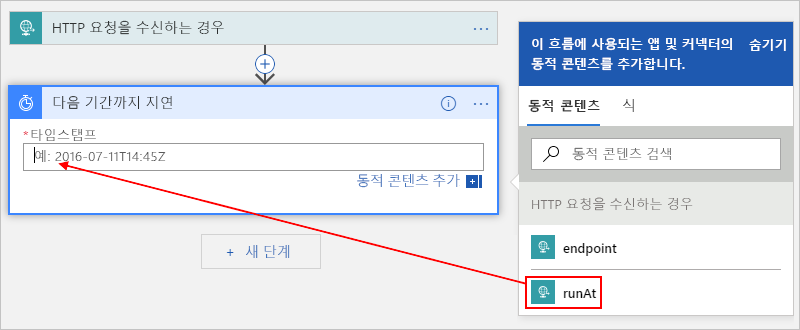 HTTP 요청을 수신하는 경우
다음 기간까지 지연
*타임스탬프
예: 2016-07-11T14:45Z
동적 콘텐츠 추가
+ 새 단계
이 흐름에 사용되는 앱 및 커넥터의
동적 콘텐츠를 추가합니다.
숨기기
동적 콘텐츠 식
동적 콘텐츠 검색
HTTP 요청을 수신하는 경우
endpoint
runAt